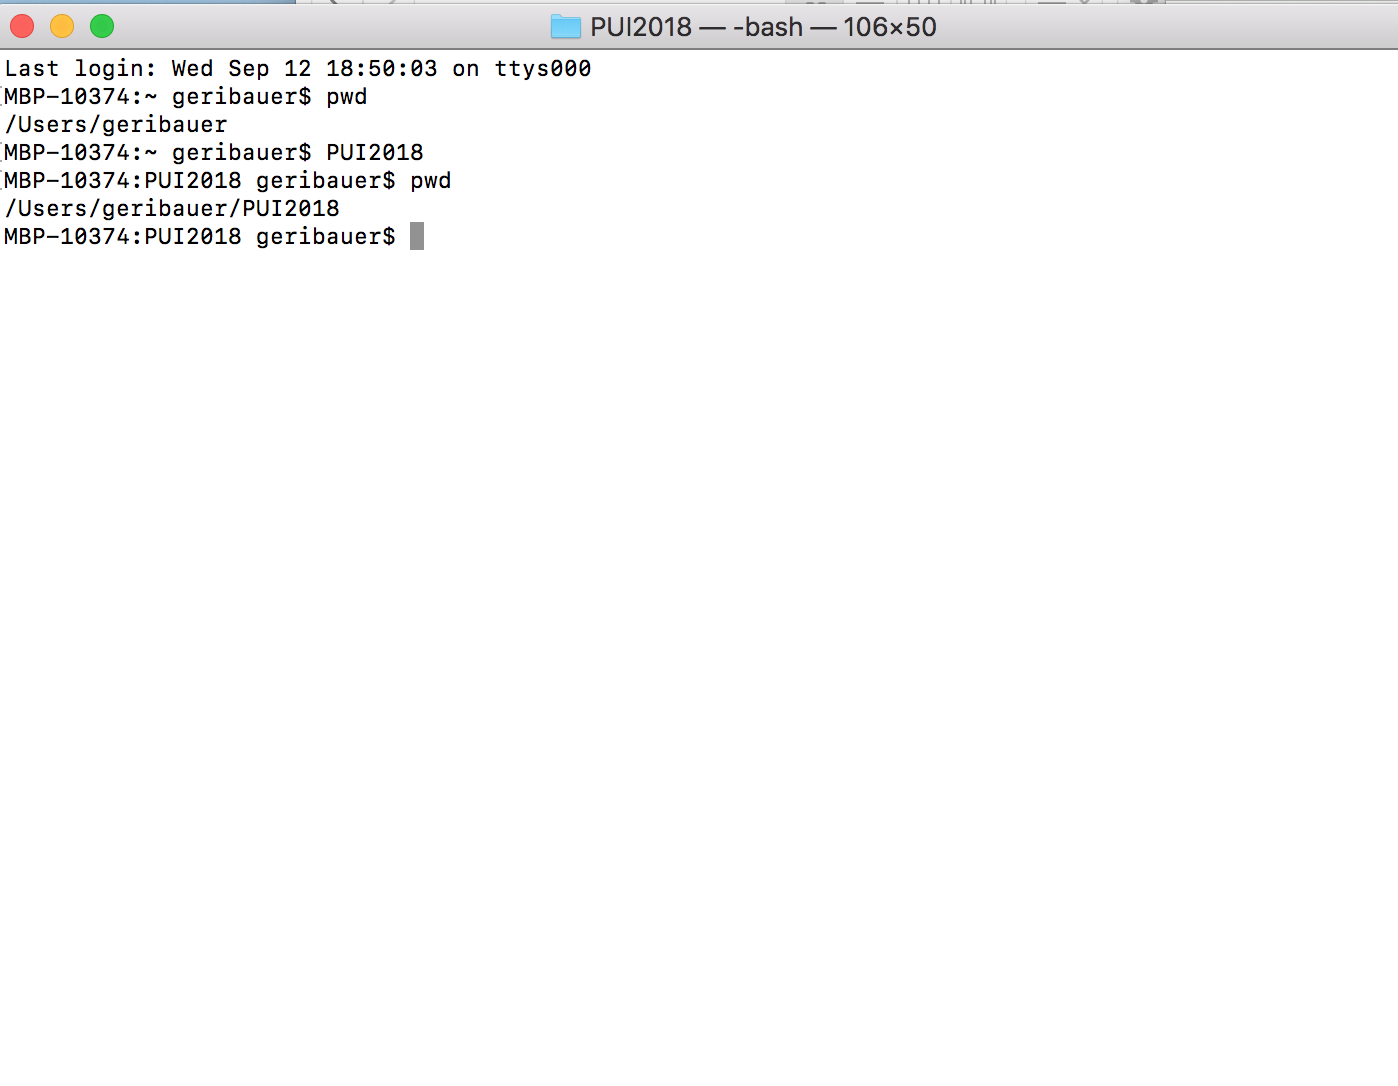 PUI2018 — -bash — 106×50
Last login: Wed Sep 12 18:50:03 on ttys000
MBP-10374:~ geribauer$ pwd
/Users/geribauer
MBP-10374:~ geribauer$ PUI2018
MBP-10374:PUI2018 geribauer$ pwd
/Users/geribauer/PUI2018
MBP-10374:PUI2018 geribauer$